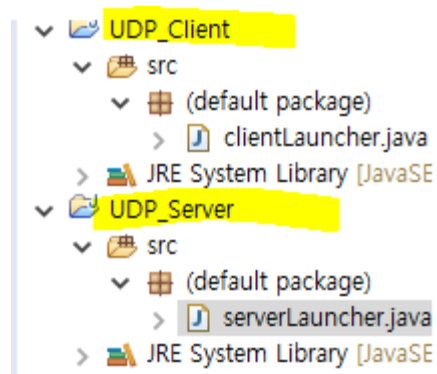 UDP_Client
src
(default package)
clientLauncher.java
JRE System Library [JavaSE
UDP_Server
src
(default package)
serverLauncher.java
JRE System Library [JavaSE